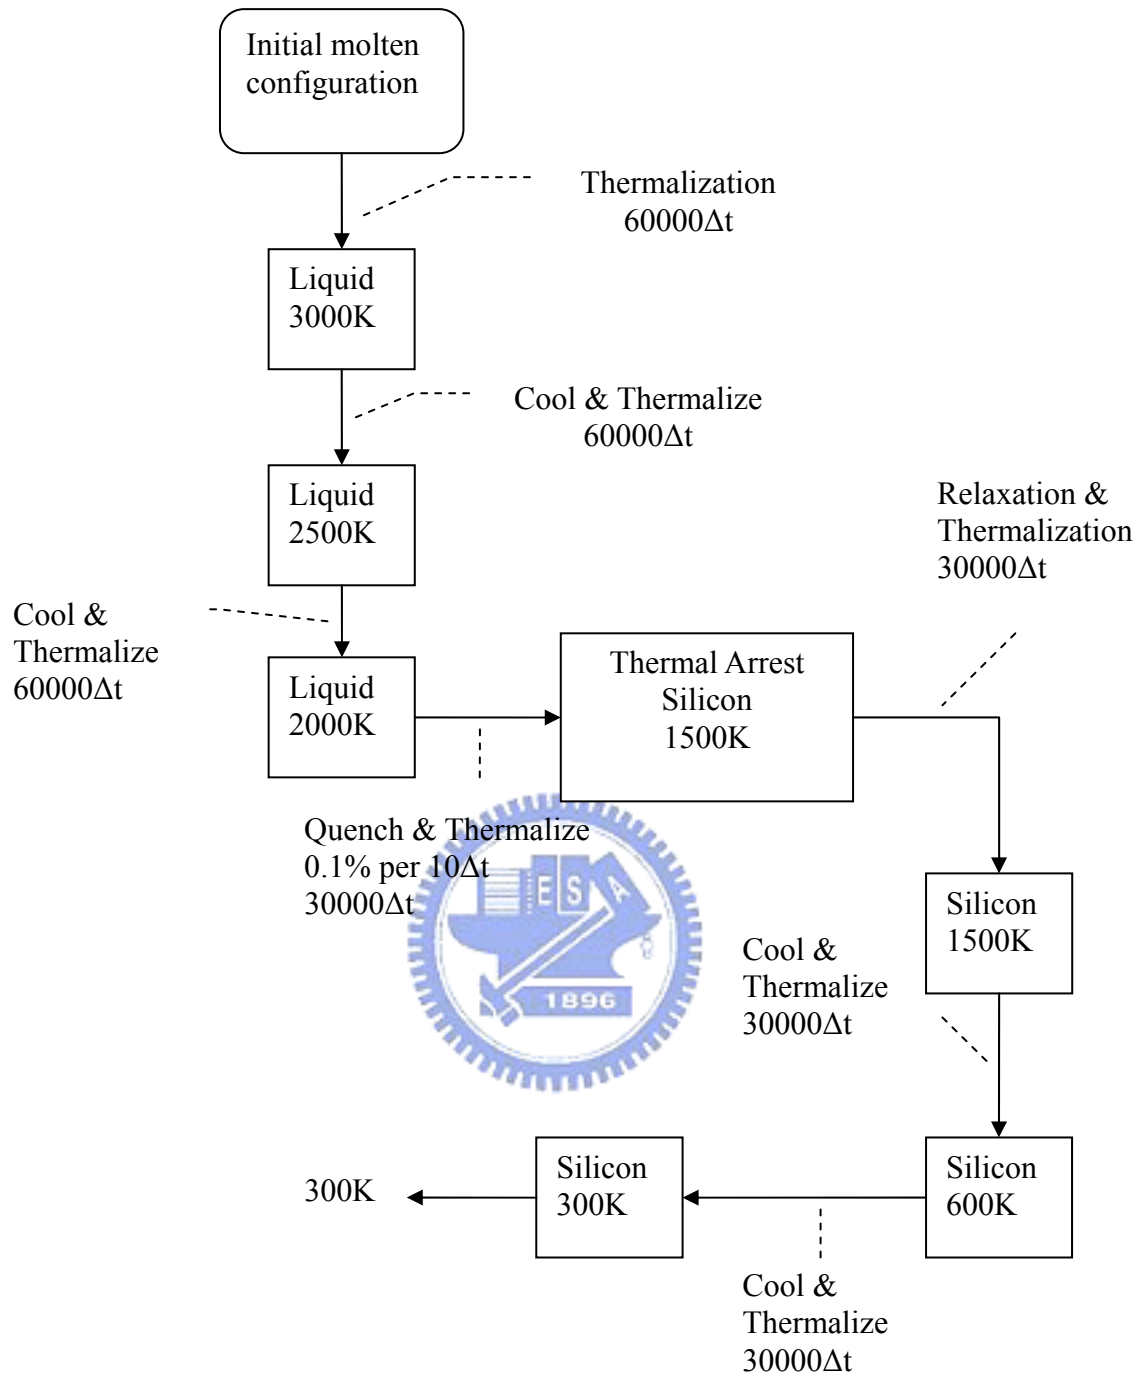 Initial molten
configuration
Thermalization
60000Δt
Liquid
3000K
Cool & Thermalize
60000Δt
Liquid
2500K
Relaxation &
Thermalization
30000Δt
Cool &
Thermalize
60000Δt
Liquid
2000K
Thermal Arrest
Silicon
1500K
Quench & Thermalize
0.1% per 10Δt
30000Δt
E S A
1896
Silicon
1500K
Cool &
Thermalize
30000Δt
Silicon
600K
Silicon
300K
300K
Cool &
Thermalize
30000Δt